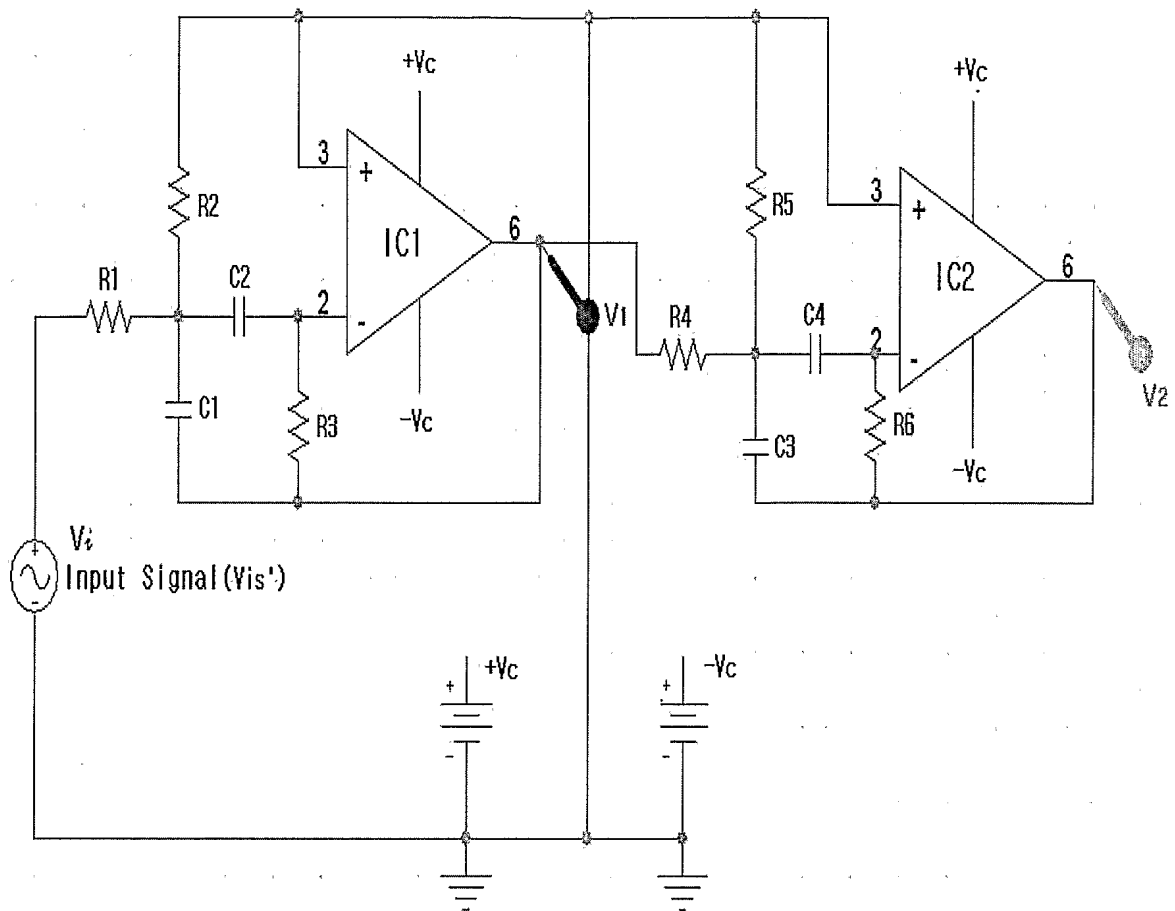 +Vc
+Vc
3
+
R2
R5
3
+
IC1
6
IC2
6
R1
C2
2
-
V1
R4
C4
2
-
V2
C1
R3
-Vc
C3
R6
-Vc
Vi
+
-
Input Signal(Vis')
+Vc
+
-
-Vc
+
-